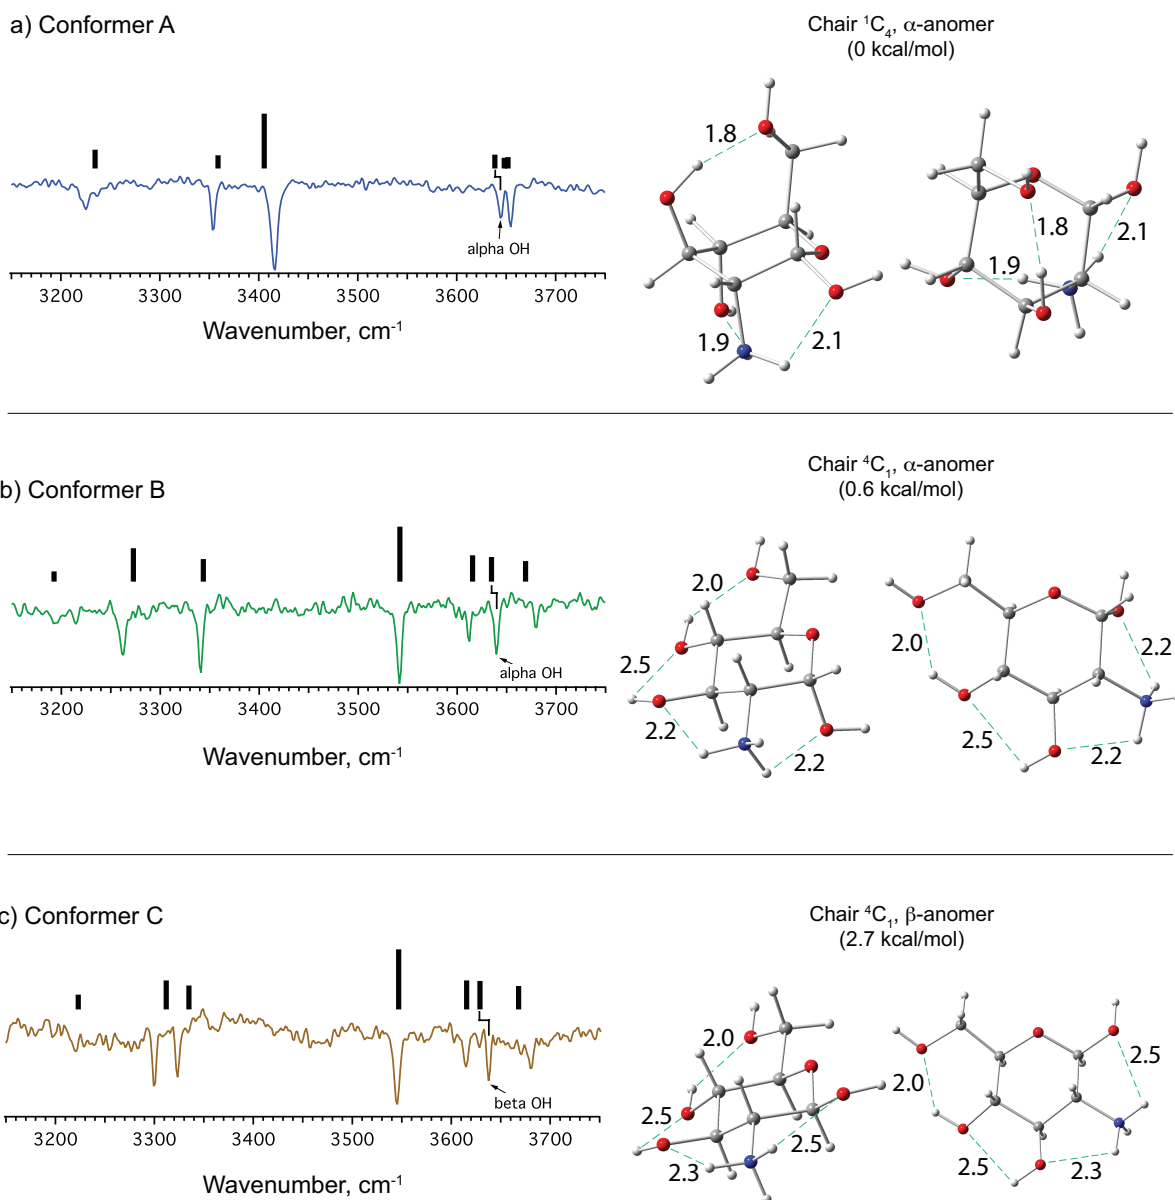 a) Conformer A
Chair ¹C₄, α-anomer
(0 kcal/mol)
1.8
1.9
2.1
1.8
1.9
2.1
alpha OH
3200 3300 3400 3500 3600 3700
Wavenumber, cm⁻¹
b) Conformer B
Chair ⁴C₁, α-anomer
(0.6 kcal/mol)
2.0
2.5
2.2
2.2
2.0
2.5
2.2
2.2
alpha OH
3200 3300 3400 3500 3600 3700
Wavenumber, cm⁻¹
c) Conformer C
Chair ⁴C₁, β-anomer
(2.7 kcal/mol)
2.0
2.5
2.3
2.5
2.0
2.5
2.5
2.3
beta OH
3200 3300 3400 3500 3600 3700
Wavenumber, cm⁻¹